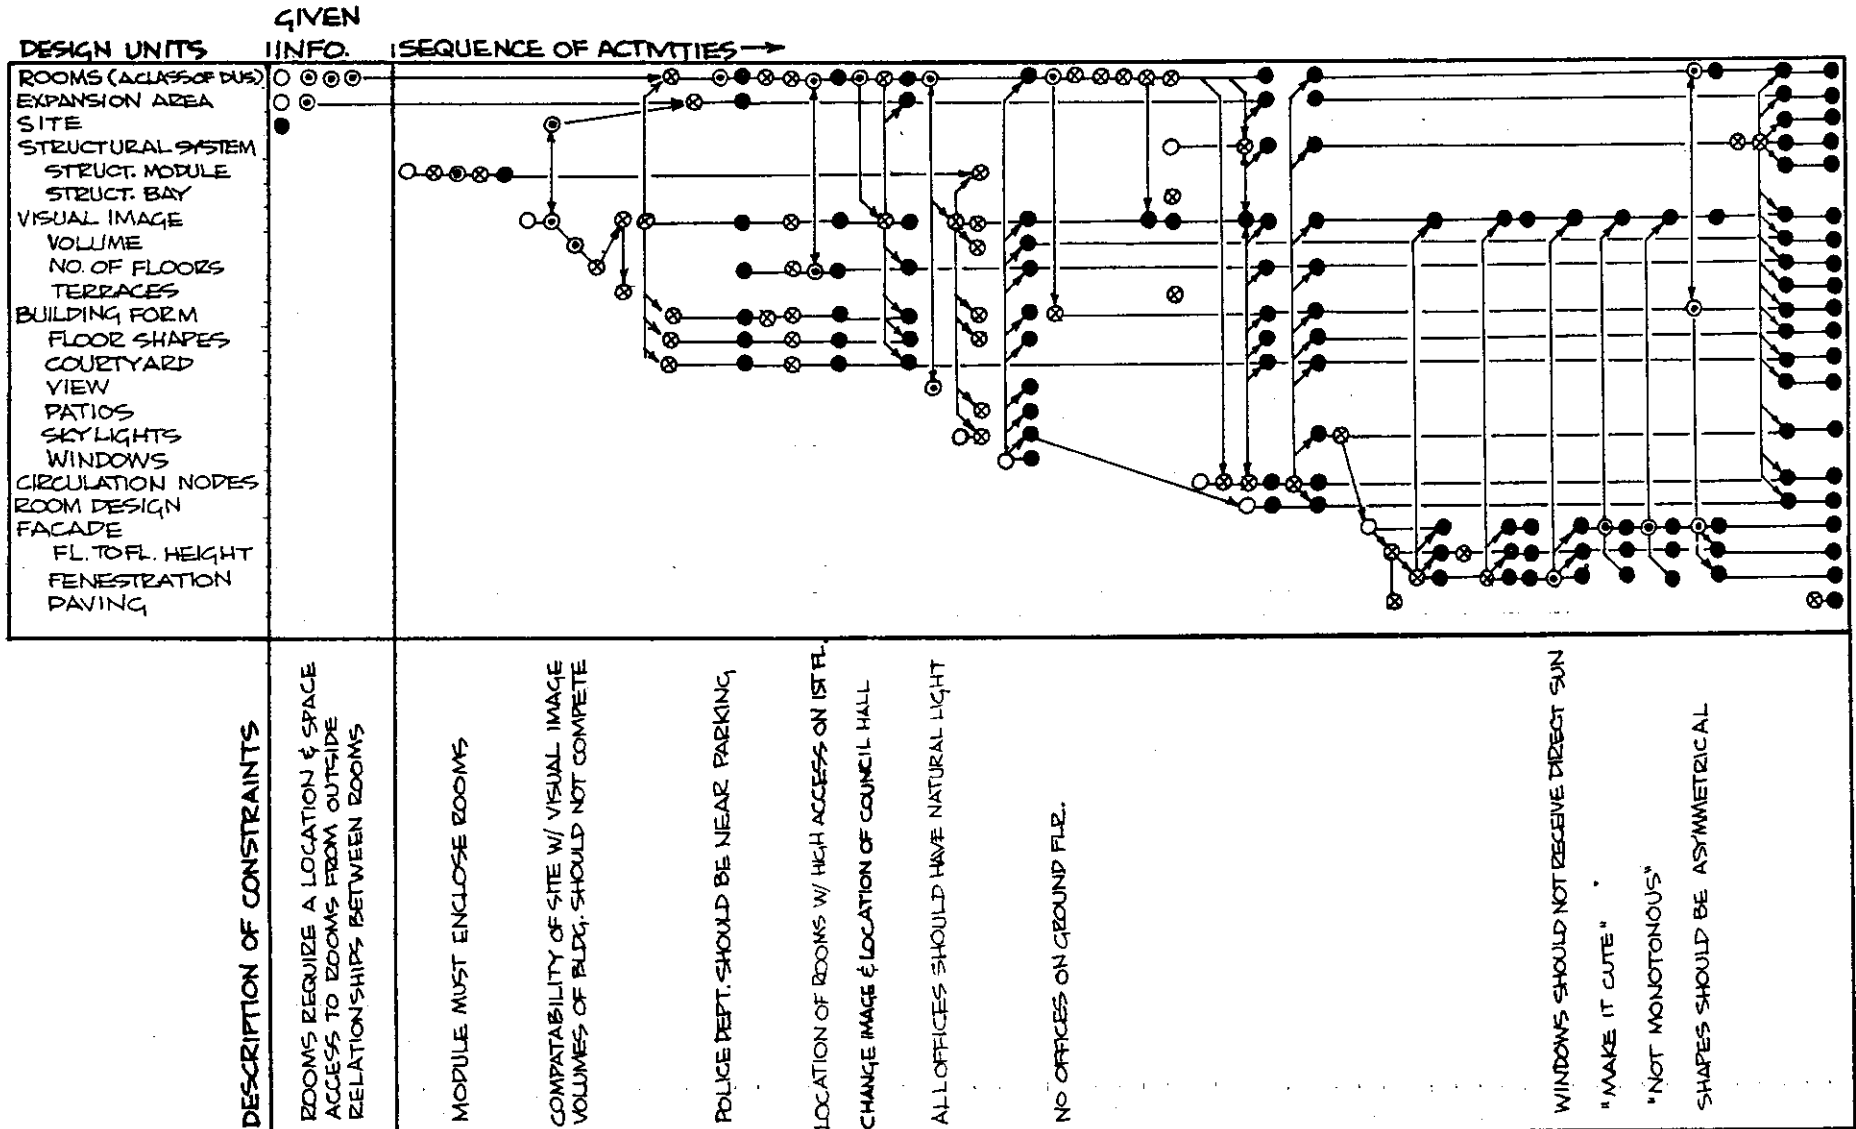 GIVEN
DESIGN UNITS INFO. SEQUENCE OF ACTIVITIES
ROOMS (A CLASS OF DUS)
EXPANSION AREA
SITE
STRUCTURAL SYSTEM
STRUCT. MODULE
STRUCT. BAY
VISUAL IMAGE
VOLUME
NO. OF FLOORS
TERRACES
BUILDING FORM
FLOOR SHAPES
COURTYARD
VIEW
PATIOS
SKYLIGHTS
WINDOWS
CIRCULATION NODES
ROOM DESIGN
FACADE
FL. TO FL. HEIGHT
FENESTRATION
PAVING
DESCRIPTION OF CONSTRAINTS
ROOMS REQUIRE A LOCATION & SPACE
ACCESS TO ROOMS FROM OUTSIDE
RELATIONSHIPS BETWEEN ROOMS
MODULE MUST ENCLOSE ROOMS
COMPATABILITY OF SITE W/ VISUAL IMAGE
VOLUMES OF BLDG. SHOULD NOT COMPETE
POLICE DEPT. SHOULD BE NEAR PARKING
LOCATION OF ROOMS W/ HIGH ACCESS ON 1ST FL.
CHANGE IMAGE & LOCATION OF COUNCIL HALL
ALL OFFICES SHOULD HAVE NATURAL LIGHT
NO OFFICES ON GROUND FLR.
WINDOWS SHOULD NOT RECEIVE DIRECT SUN
"MAKE IT CUTE"
"NOT MONOTONOUS"
SHAPES SHOULD BE ASYMMETRICAL